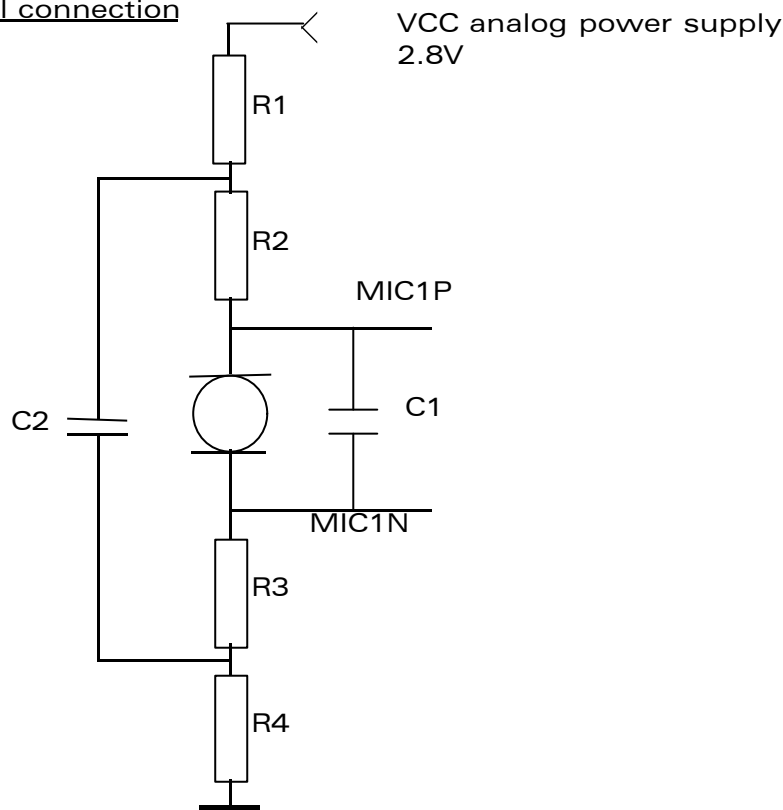 l connection
VCC analog power supply
2.8V
R1
R2
MIC1P
C2
C1
MIC1N
R3
R4